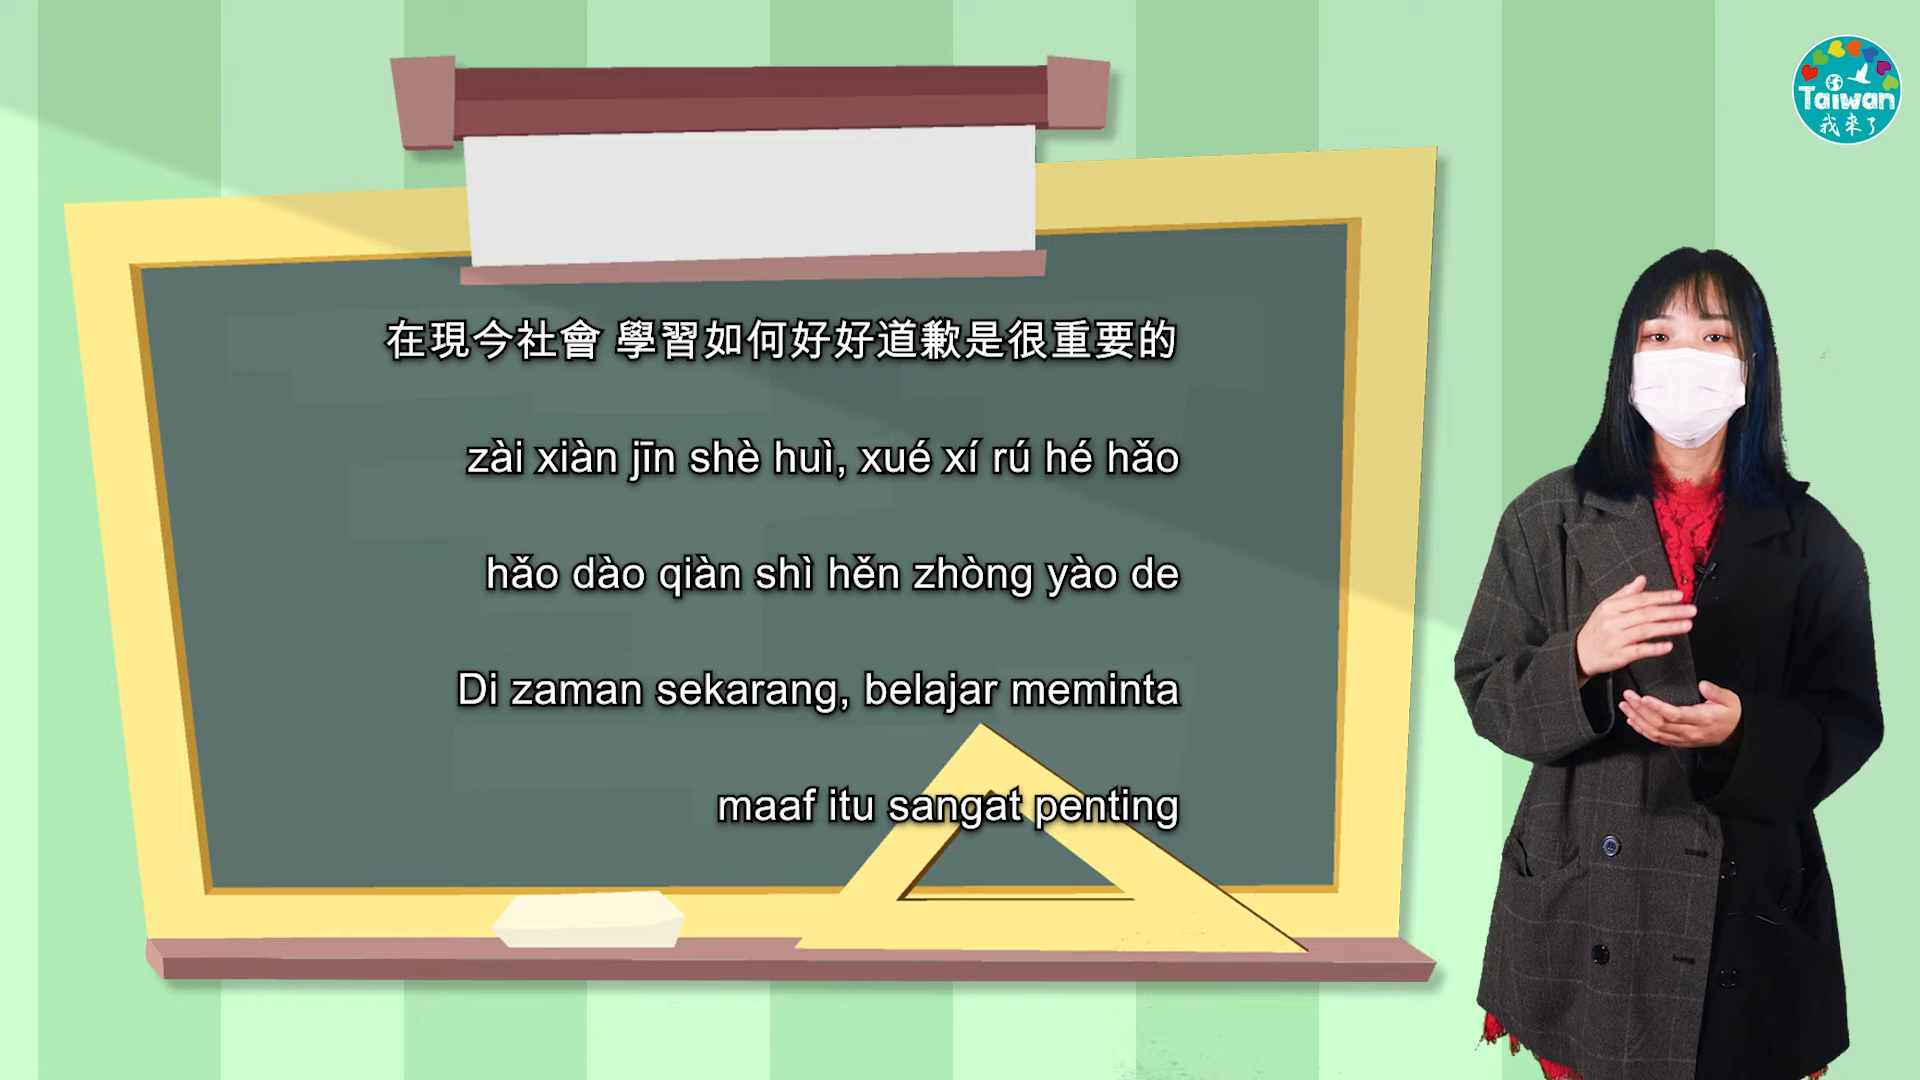 Taiwan
我來了
在現今社會 學習如何好好道歉是很重要的
zài xiàn jīn shè huì, xué xí rú hé hǎo
hǎo dào qiàn shì hěn zhòng yào de
Di zaman sekarang, belajar meminta
maaf itu sangat penting